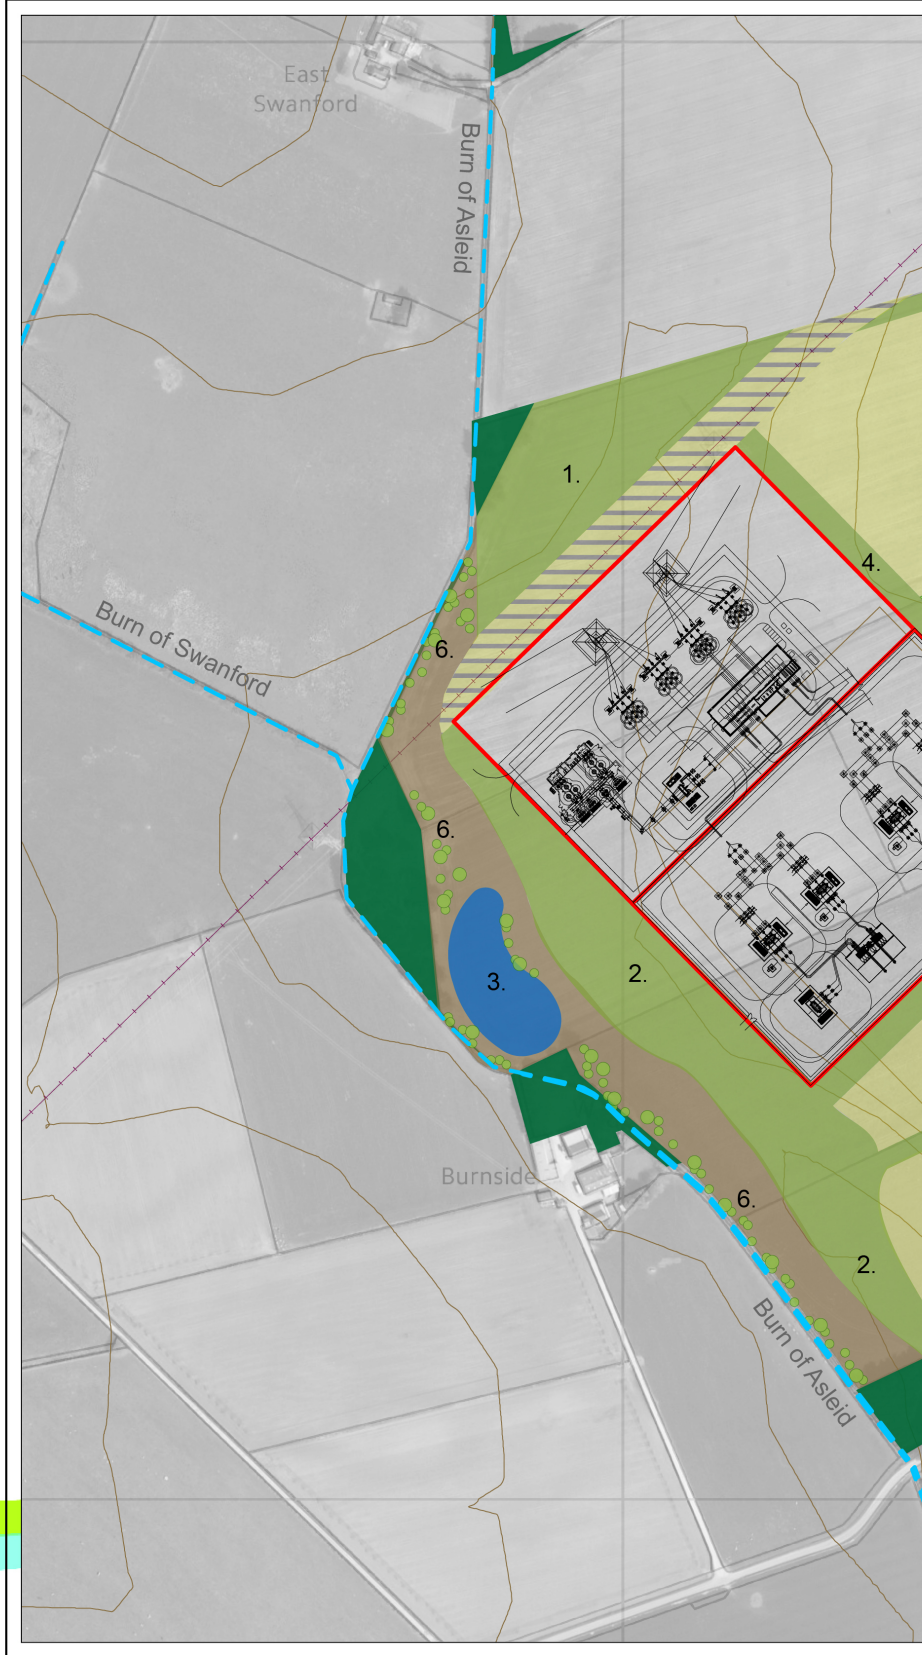 East
Swanford
Burn of Asleid
1.
4.
Burn of Swanford
6.
6.
2.
3.
Burnside
6.
2.
Burn of Asleid